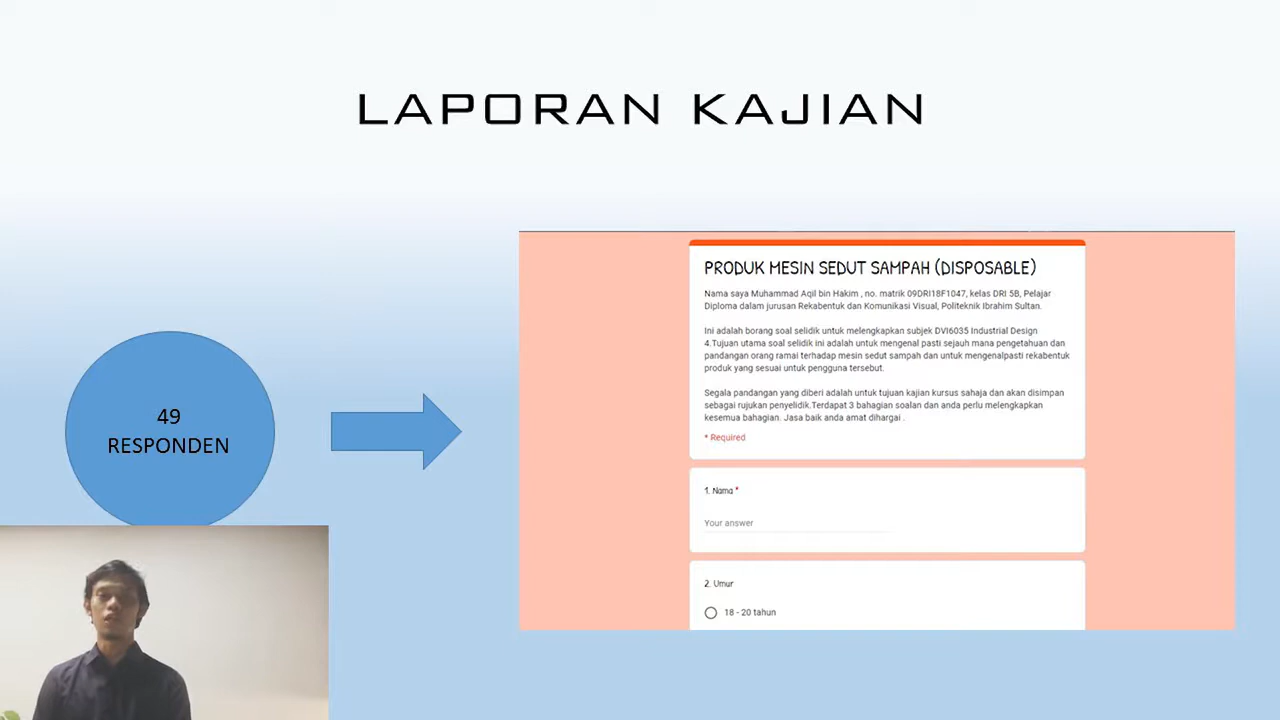 LAPORAN KAJIAN
49
RESPONDEN
PRODUK MESIN SEDUT SAMPAH (DISPOSABLE)
Nama saya Muhammad Aqil bin Hakim , no. matrik 09DRI18F1047, kelas DRI 5B, Pelajar
Diploma dalam jurusan Rekabentuk dan Komunikasi Visual, Politeknik Ibrahim Sultan.
Ini adalah borang soal selidik untuk melengkapkan subjek DVI6035 Industrial Design
4.Tujuan utama soal selidik ini adalah untuk mengenal pasti sejauh mana pengetahuan dan
pandangan orang ramai terhadap mesin sedut sampah dan untuk mengenalpasti rekabentuk
produk yang sesuai untuk pengguna tersebut.
Segala pandangan yang diberi adalah untuk tujuan kajian kursus sahaja dan akan disimpan
sebagai rujukan penyelidik.Terdapat 3 bahagian soalan dan anda perlu melengkapkan
kesemua bahagian. Jasa baik anda amat dihargai .
* Required
1. Nama *
Your answer
2. Umur
18 - 20 tahun